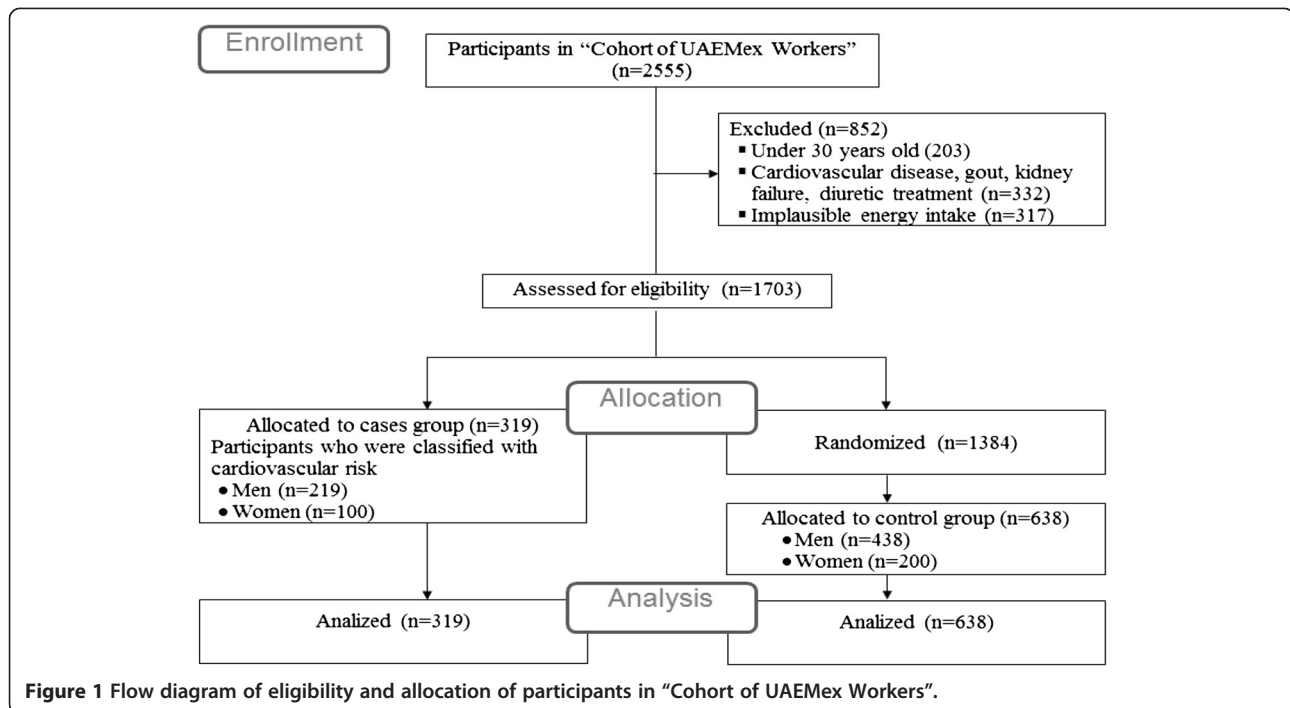 Enrollment
Participants in “Cohort of UAEMex Workers”
(n=2555)
Excluded (n=852)
▪ Under 30 years old (203)
▪ Cardiovascular disease, gout, kidney
failure, diuretic treatment (n=332)
▪ Implausible energy intake (n=317)
Assessed for eligibility (n=1703)
Allocation
Allocated to cases group (n=319)
Participants who were classified with
cardiovascular risk
● Men (n=219)
● Women (n=100)
Randomized (n=1384)
Allocated to control group (n=638)
● Men (n=438)
● Women (n=200)
Analysis
Analized (n=319)
Analized (n=638)
Figure 1 Flow diagram of eligibility and allocation of participants in “Cohort of UAEMex Workers”.